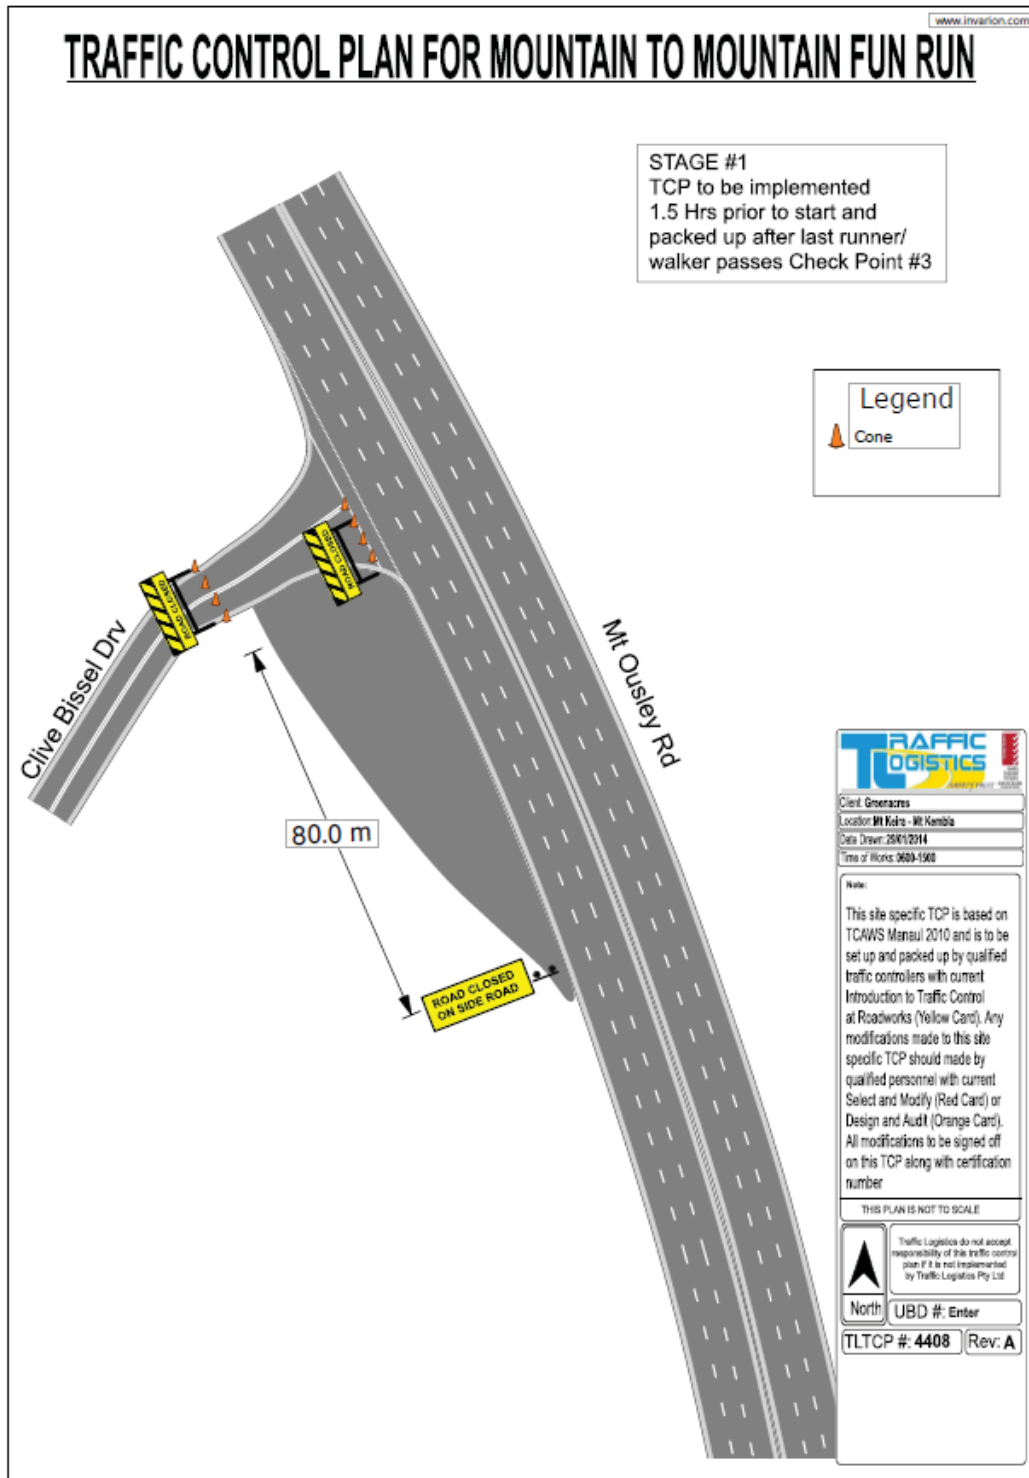 www.invarion.com
TRAFFIC CONTROL PLAN FOR MOUNTAIN TO MOUNTAIN FUN RUN
STAGE #1
TCP to be implemented
1.5 Hrs prior to start and
packed up after last runner/
walker passes Check Point #3
Legend
Cone
ROAD CLOSED
ROAD CLOSED
Clive Bissel Drv
Mt Ousley Rd
80.0 m
ROAD CLOSED
ON SIDE ROAD
TRAFFIC
LOGISTICS
Client: Greenacres
Location: Mt Keira - Mt Kembla
Date Drawn: 29/01/2014
Time of Works: 0600-1500
Note:
This site specific TCP is based on
TCAWS Manaul 2010 and is to be
set up and packed up by qualified
traffic controllers with current
Introduction to Traffic Control
at Roadworks (Yellow Card). Any
modifications made to this site
specific TCP should made by
qualified personnel with current
Select and Modify (Red Card) or
Design and Audit (Orange Card).
All modifications to be signed off
on this TCP along with certification
number
THIS PLAN IS NOT TO SCALE
Traffic Logistics do not accept
responsibility of this traffic control
plan if it is not implemented
by Traffic Logistics Pty Ltd
North
UBD #: Enter
TLTCP #: 4408
Rev: A